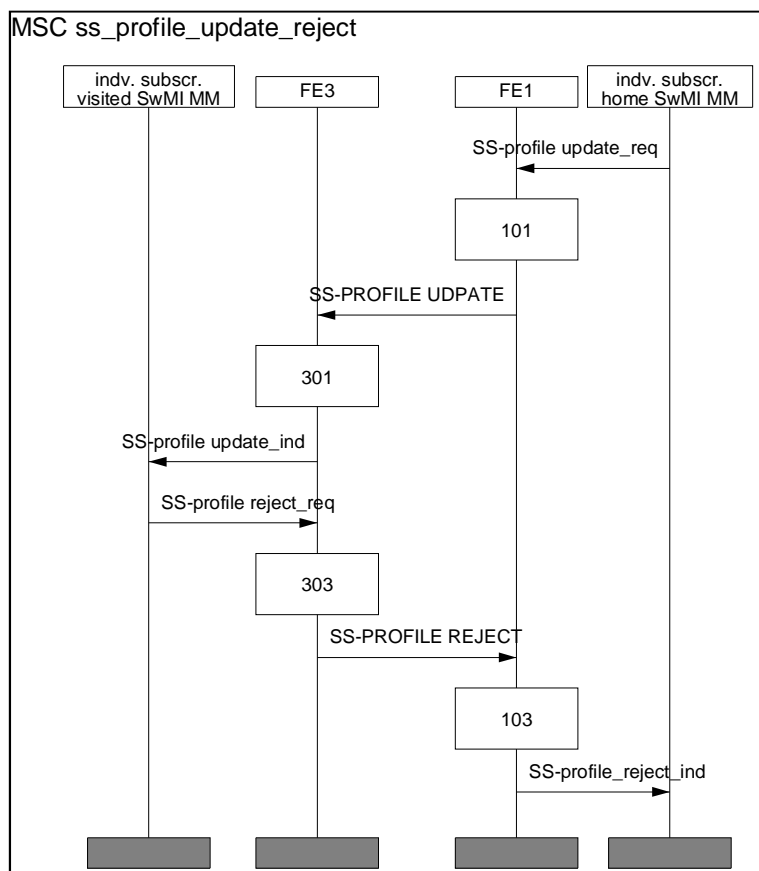 MSC ss_profile_update_reject
indv. subscr.
visited SwMI MM
FE3
FE1
indv. subscr.
home SwMI MM
SS-profile update_req
101
SS-PROFILE UDPATE
301
SS-profile update_ind
SS-profile reject_req
303
SS-PROFILE REJECT
103
SS-profile_reject_ind